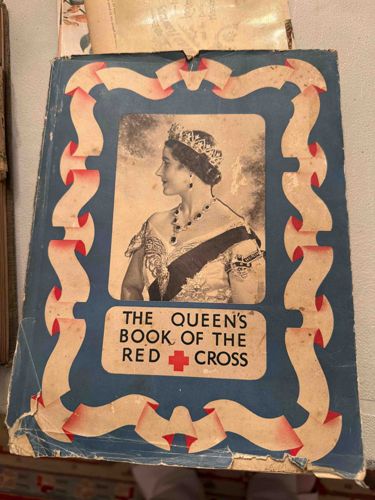 THE QUEEN'S
BOOK OF THE
RED CROSS